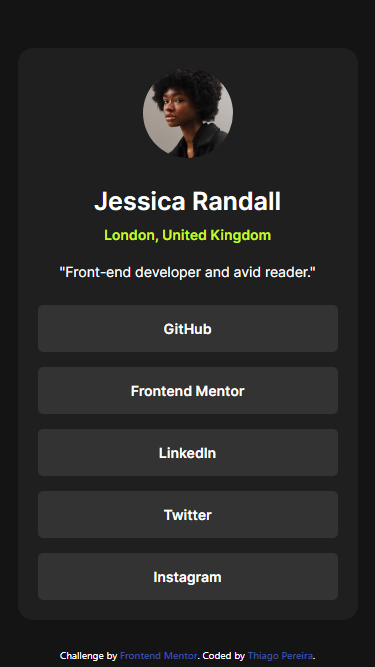 Jessica Randall
London, United Kingdom
"Front-end developer and avid reader."
GitHub
Frontend Mentor
LinkedIn
Twitter
Instagram
Challenge by Frontend Mentor. Coded by Thiago Pereira.